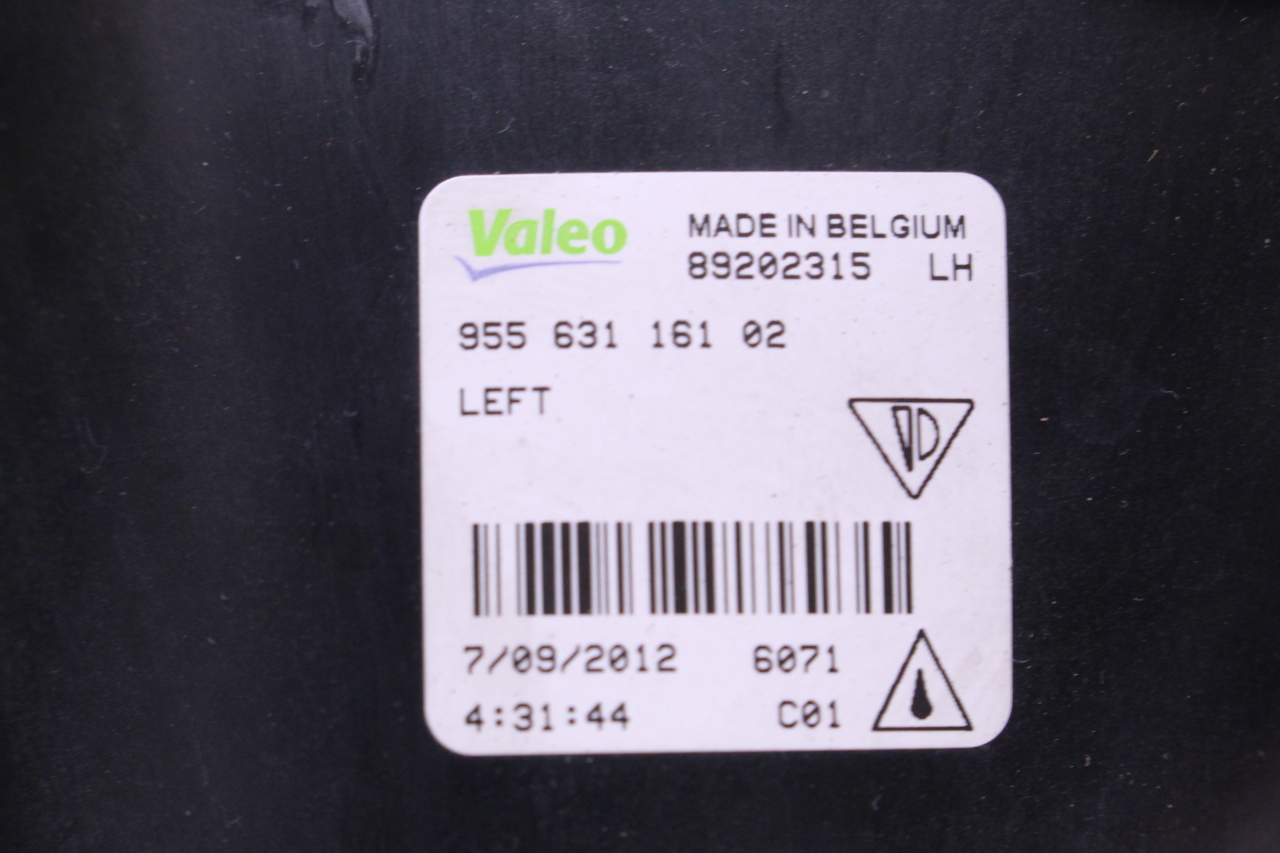 Valeo
MADE IN BELGIUM
89202315 LH
955 631 161 02
LEFT
7/09/2012 6071
4:31:44 C01